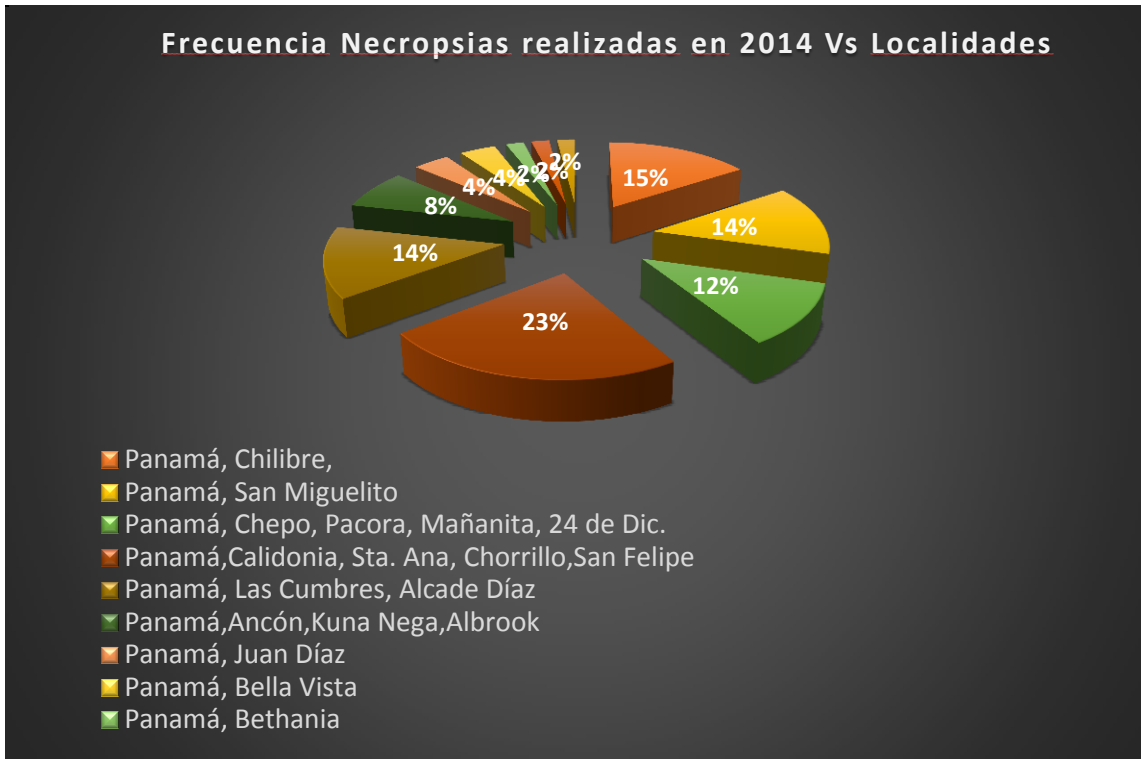 Frecuencia Necropsias realizadas en 2014 Vs Localidades
2%
2%
2%
4%
4%
8%
15%
14%
14%
12%
23%
Panamá, Chilibre,
Panamá, San Miguelito
Panamá, Chepo, Pacora, Mañanita, 24 de Dic.
Panamá,Calidonia, Sta. Ana, Chorrillo,San Felipe
Panamá, Las Cumbres, Alcade Díaz
Panamá,Ancón,Kuna Nega,Albrook
Panamá, Juan Díaz
Panamá, Bella Vista
Panamá, Bethania